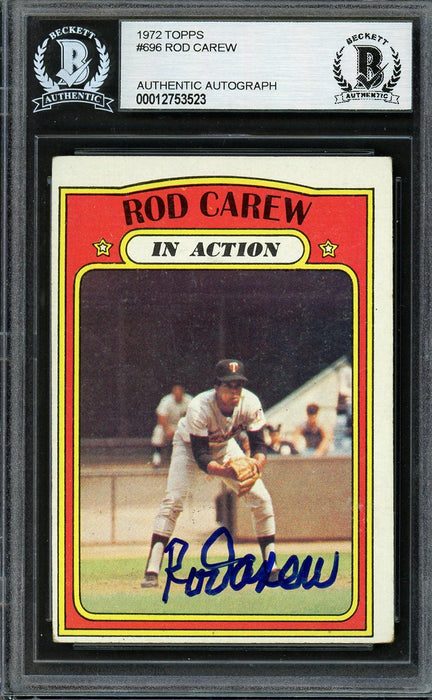 BECKETT
B
AUTHENTIC
1972 TOPPS
#696 ROD CAREW
AUTHENTIC AUTOGRAPH
00012753523
BECKETT
B
AUTHENTIC
ROD CAREW
IN ACTION
T
Rod Carew